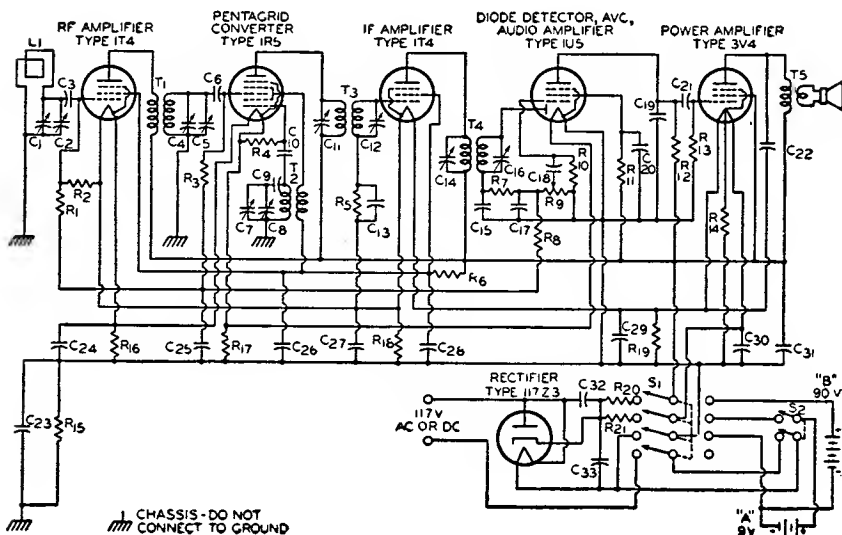 RF AMPLIFIER
TYPE 1T4
PENTAGRID
CONVERTER
TYPE 1R5
IF AMPLIFIER
TYPE 1T4
DIODE DETECTOR, AVC,
AUDIO AMPLIFIER
TYPE 1U5
POWER AMPLIFIER
TYPE 3V4
L1
C3
C1
C2
T1
C4
C5
C6
R3
R4
C10
C9
T2
C7
C8
T3
C11
C12
R5
C13
T4
C14
C16
R7
C15
C17
C18
R10
R9
R8
C19
C20
R11
C21
R12
R13
R14
C22
T5
R1
R2
R6
C24
R16
C25
R17
C26
C27
R18
C28
C29
R19
C30
C31
C23
R15
RECTIFIER
TYPE 117Z3
117V
AC OR DC
C32
C33
R20
R21
S1
S2
"B"
90V
"A"
9V
CHASSIS - DO NOT
CONNECT TO GROUND